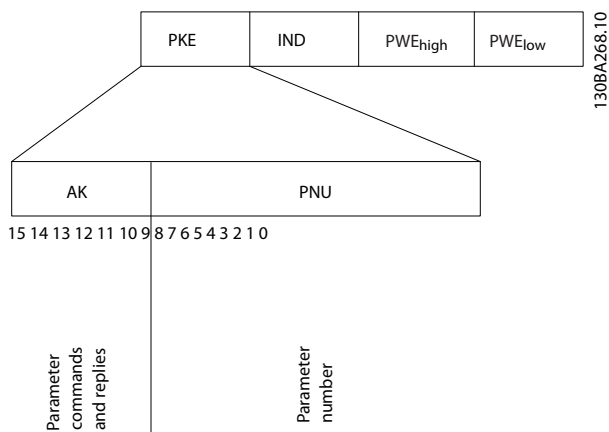 PKE IND PWEhigh PWElow
130BA268.10
AK PNU
15 14 13 12 11 10 9 8 7 6 5 4 3 2 1 0
Parameter
commands
and replies
Parameter
number